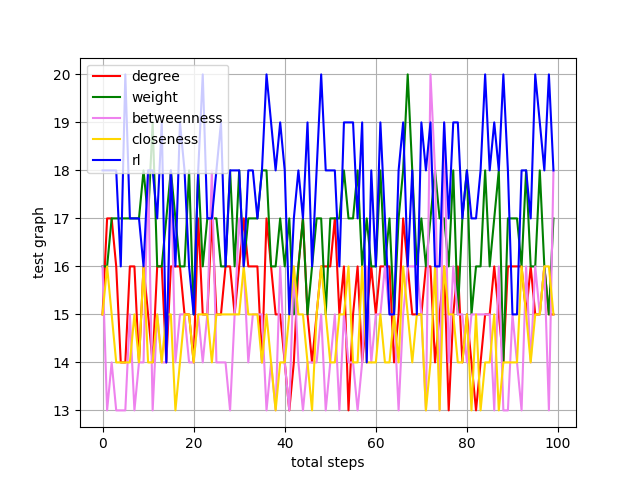 degree
weight
betweenness
closeness
rl
test graph
20
19
18
17
16
15
14
13
0 20 40 60 80 100
total steps